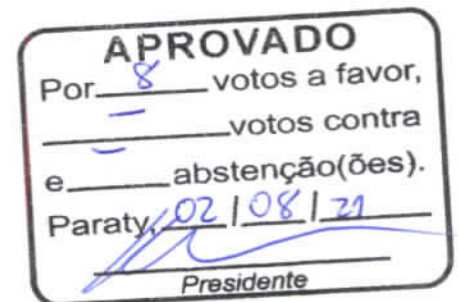 APROVADO
Por 8 votos a favor,
— votos contra
e — abstenção(ões).
Paraty, 02 / 08 / 21
Presidente